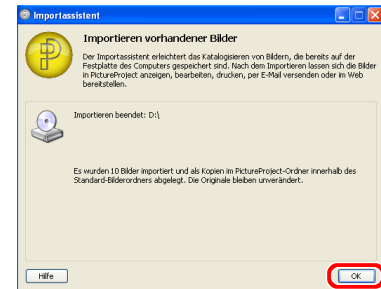 Importassistent
Importieren vorhandener Bilder
Der Importassistent erleichtert das Katalogisieren von Bildern, die bereits auf der
Festplatte des Computers gespeichert sind. Nach dem Importieren lassen sich die Bilder
in PictureProject anzeigen, bearbeiten, drucken, per E-Mail versenden oder im Web
bereitstellen.
Importieren beendet: D:\
Es wurden 10 Bilder importiert und als Kopien im PictureProject-Ordner innerhalb des
Standard-Bilderordners abgelegt. Die Originale bleiben unverändert.
Hilfe
OK